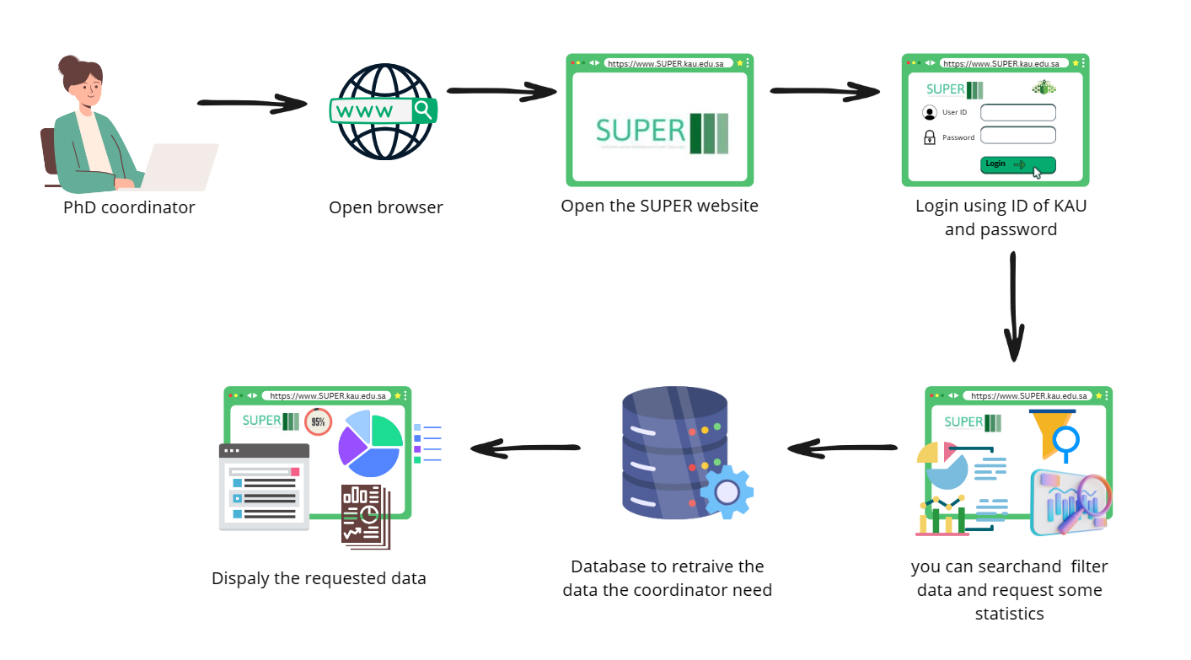 https://www.SUPER.kau.edu.sa
https://www.SUPER.kau.edu.sa
SUPER
User ID
Password
Login
WWW
SUPER
PhD coordinator
Open browser
Open the SUPER website
Login using ID of KAU
and password
https://www.SUPER.kau.edu.sa
SUPER
95%
https://www.SUPER.kau.edu.sa
SUPER
Dispaly the requested data
Database to retraive the
data the coordinator need
you can searchand filter
data and request some
statistics